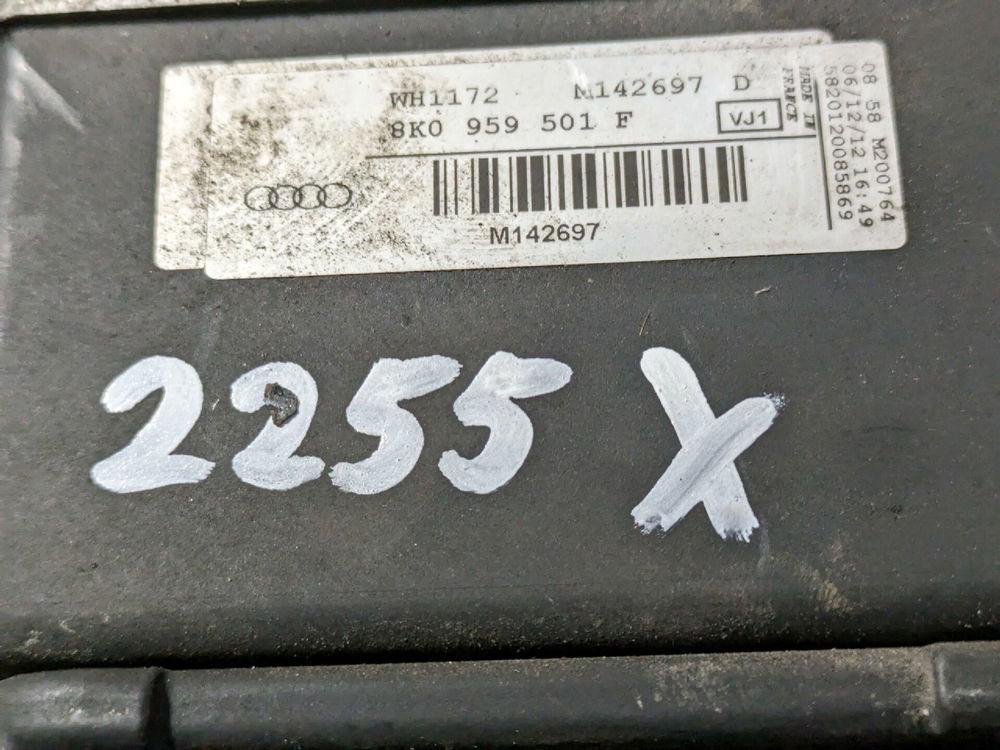 WH1172 M142697 D
8K0 959 501 F
VJ1
MADE IN
FRANCE
08 58 M200764
06/12/12 16:49
5820120085869
M142697
2255 X